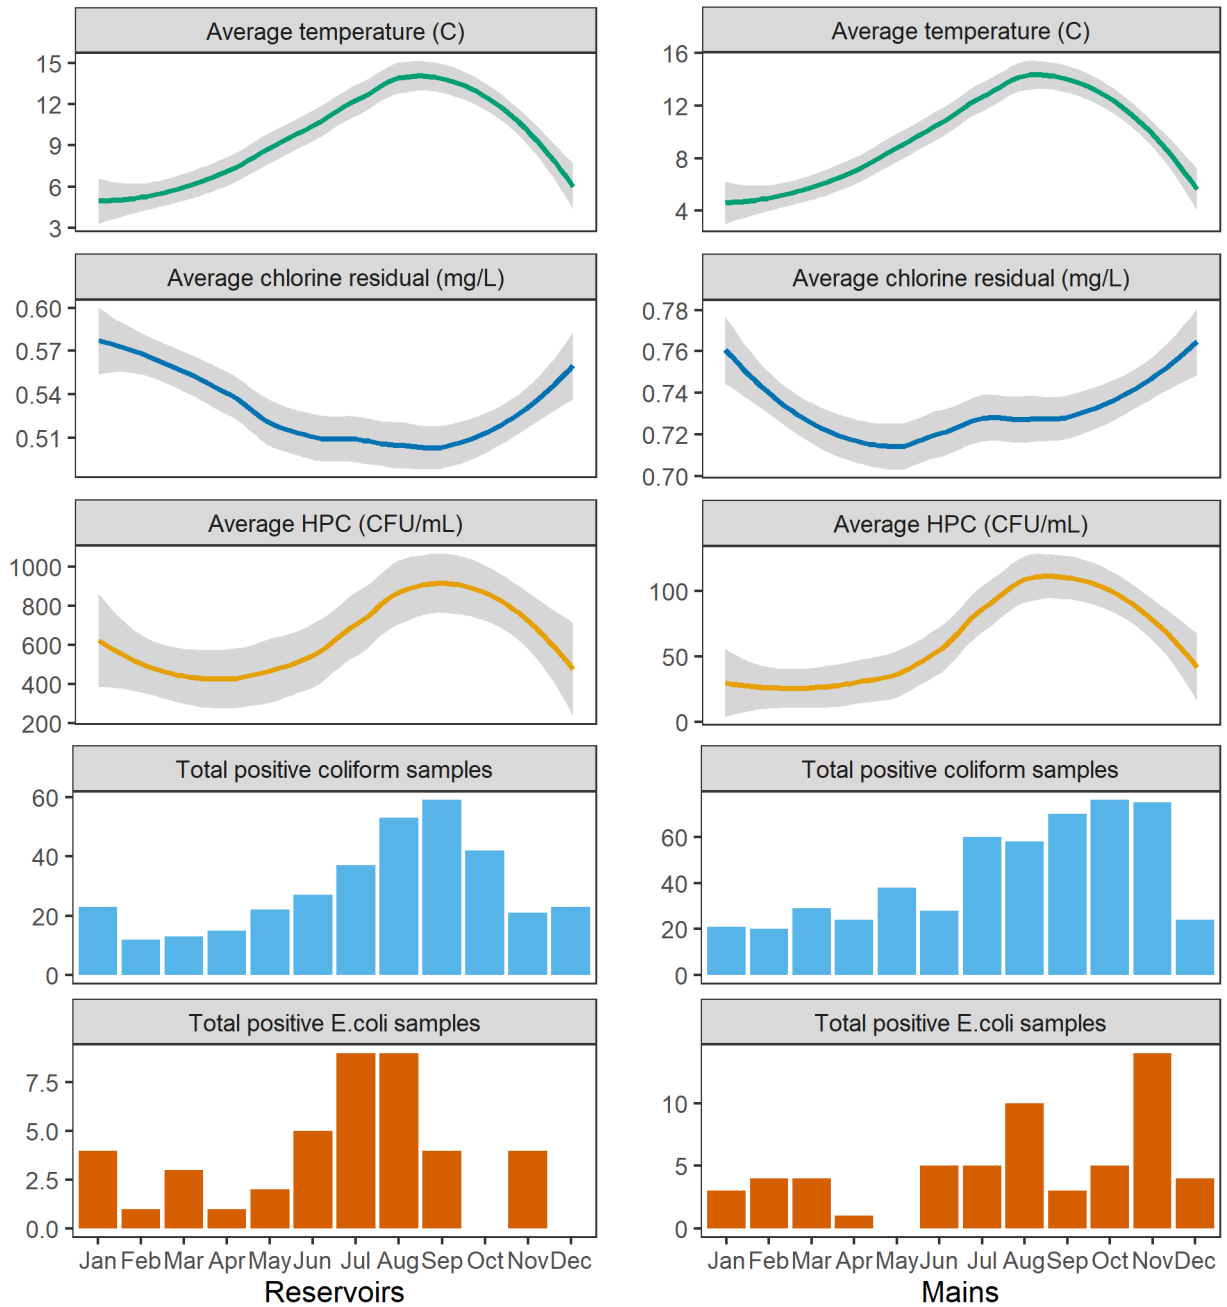 Average temperature (C)
15
12
9
6
3
Average chlorine residual (mg/L)
0.60
0.57
0.54
0.51
Average HPC (CFU/mL)
1000
800
600
400
200
Total positive coliform samples
60
40
20
0
Total positive E.coli samples
7.5
5.0
2.5
0.0
Jan Feb Mar Apr May Jun Jul Aug Sep Oct Nov Dec
Reservoirs
Average temperature (C)
16
12
8
4
Average chlorine residual (mg/L)
0.78
0.76
0.74
0.72
0.70
Average HPC (CFU/mL)
100
50
0
Total positive coliform samples
60
40
20
0
Total positive E.coli samples
10
5
0
Jan Feb Mar Apr May Jun Jul Aug Sep Oct Nov Dec
Mains